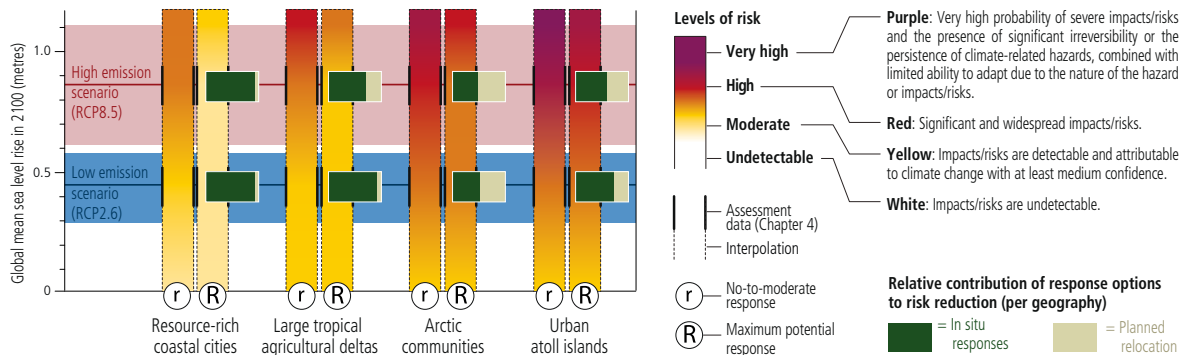 Global mean sea level rise in 2100 (metres)
1.0
0.5
0
High emission
scenario
(RCP8.5)
Low emission
scenario
(RCP2.6)
r
R
r
R
r
R
r
R
Resource-rich
coastal cities
Large tropical
agricultural deltas
Arctic
communities
Urban
atoll islands
Levels of risk
Very high
High
Moderate
Undetectable
Assessment
data (Chapter 4)
Interpolation
r
No-to-moderate
response
R
Maximum potential
response
Purple: Very high probability of severe impacts/risks
and the presence of significant irreversibility or the
persistence of climate-related hazards, combined with
limited ability to adapt due to the nature of the hazard
or impacts/risks.
Red: Significant and widespread impacts/risks.
Yellow: Impacts/risks are detectable and attributable
to climate change with at least medium confidence.
White: Impacts/risks are undetectable.
Relative contribution of response options
to risk reduction (per geography)
= In situ
responses
= Planned
relocation